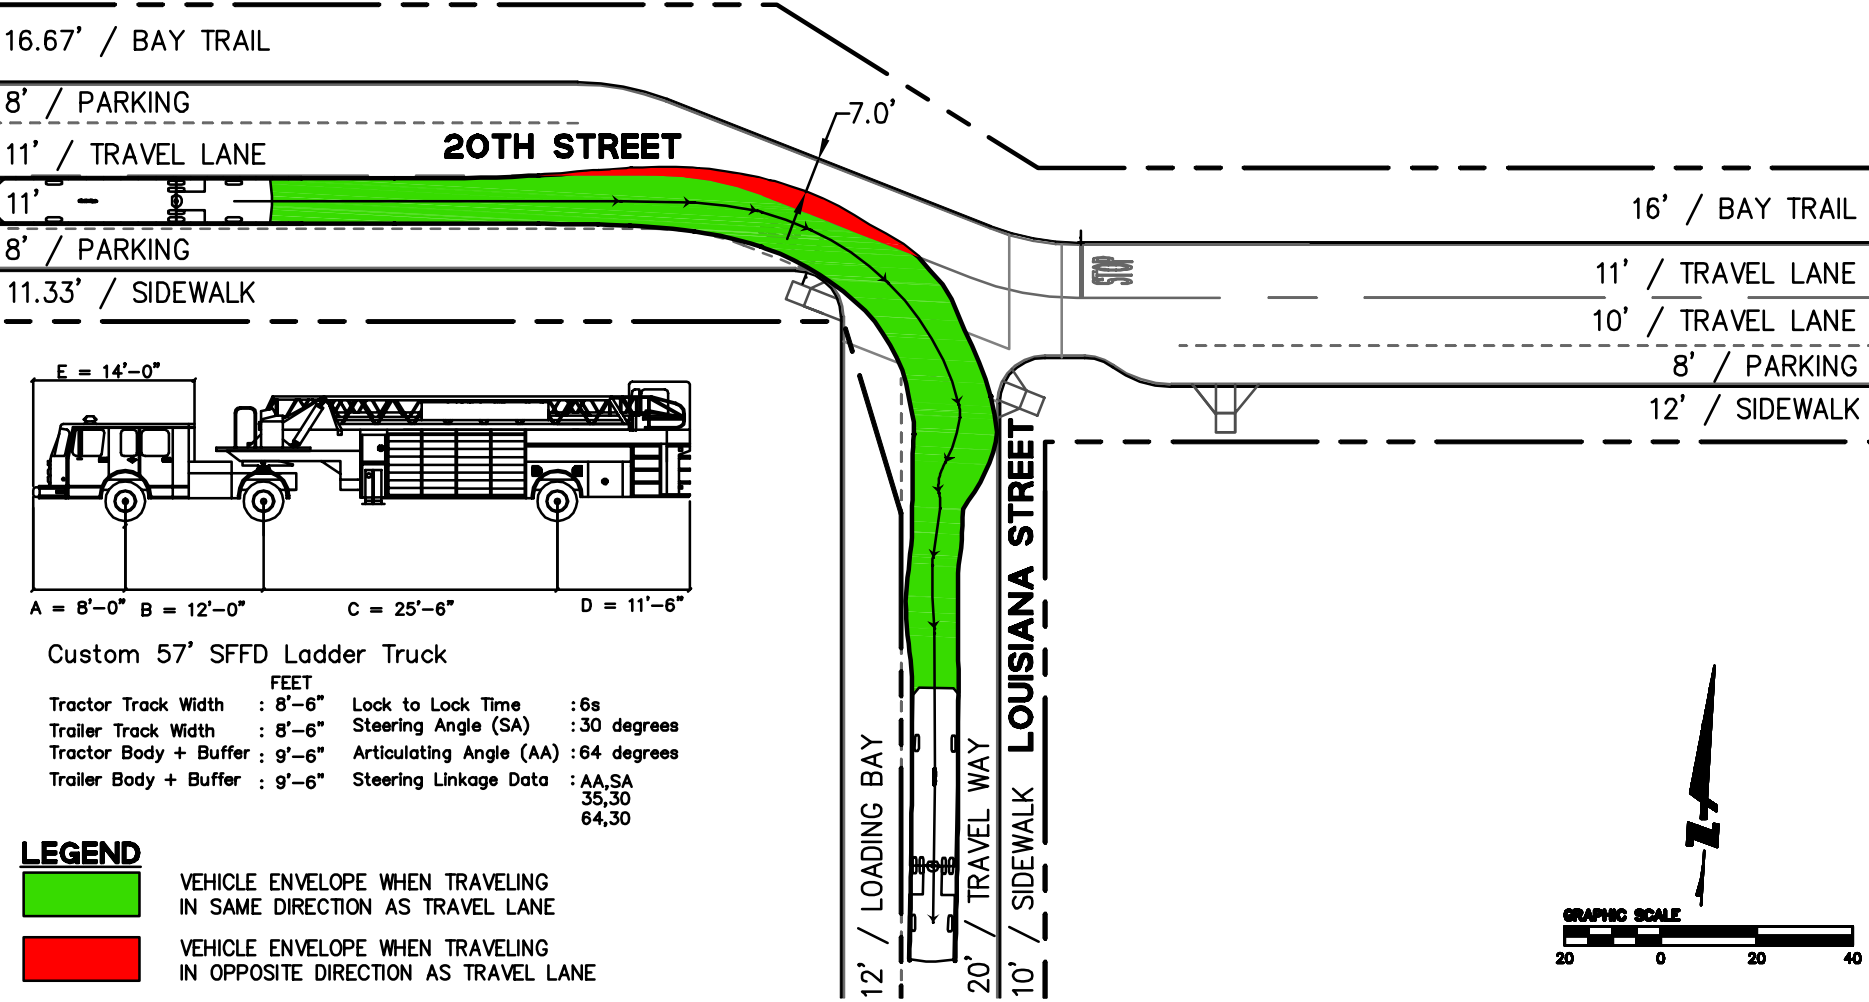 16.67' / BAY TRAIL
8' / PARKING
7.0'
20TH STREET
11' / TRAVEL LANE
11'
8' / PARKING
11.33' / SIDEWALK
16' / BAY TRAIL
STOP
11' / TRAVEL LANE
10' / TRAVEL LANE
8' / PARKING
12' / SIDEWALK
E = 14'-0"
A = 8'-0"
B = 12'-0"
C = 25'-6"
D = 11'-6"
Custom 57' SFFD Ladder Truck
FEET
Tractor Track Width : 8'-6" Lock to Lock Time : 6s
Trailer Track Width : 8'-6" Steering Angle (SA) : 30 degrees
Tractor Body + Buffer : 9'-6" Articulating Angle (AA) : 64 degrees
Trailer Body + Buffer : 9'-6" Steering Linkage Data : AA,SA
35,30
64,30
LEGEND
VEHICLE ENVELOPE WHEN TRAVELING
IN SAME DIRECTION AS TRAVEL LANE
VEHICLE ENVELOPE WHEN TRAVELING
IN OPPOSITE DIRECTION AS TRAVEL LANE
12' / LOADING BAY
20' / TRAVEL WAY
10' / SIDEWALK
LOUISIANA STREET
Z
GRAPHIC SCALE
20 0 20 40